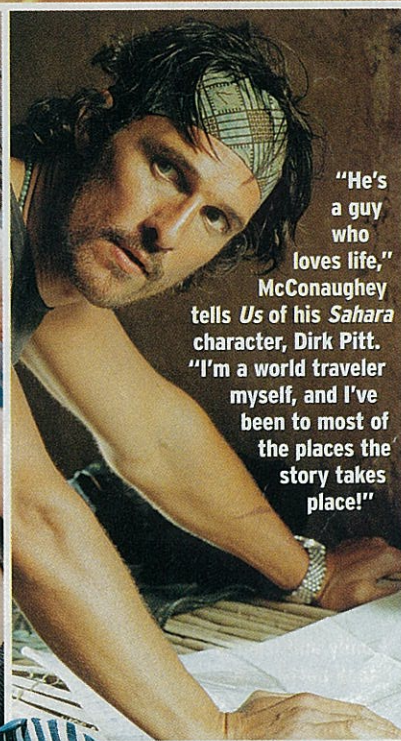 “He’s
a guy
who
loves life,”
McConaughey
tells Us of his Sahara
character, Dirk Pitt.
“I’m a world traveler
myself, and I’ve
been to most of
the places the
story takes
place!”